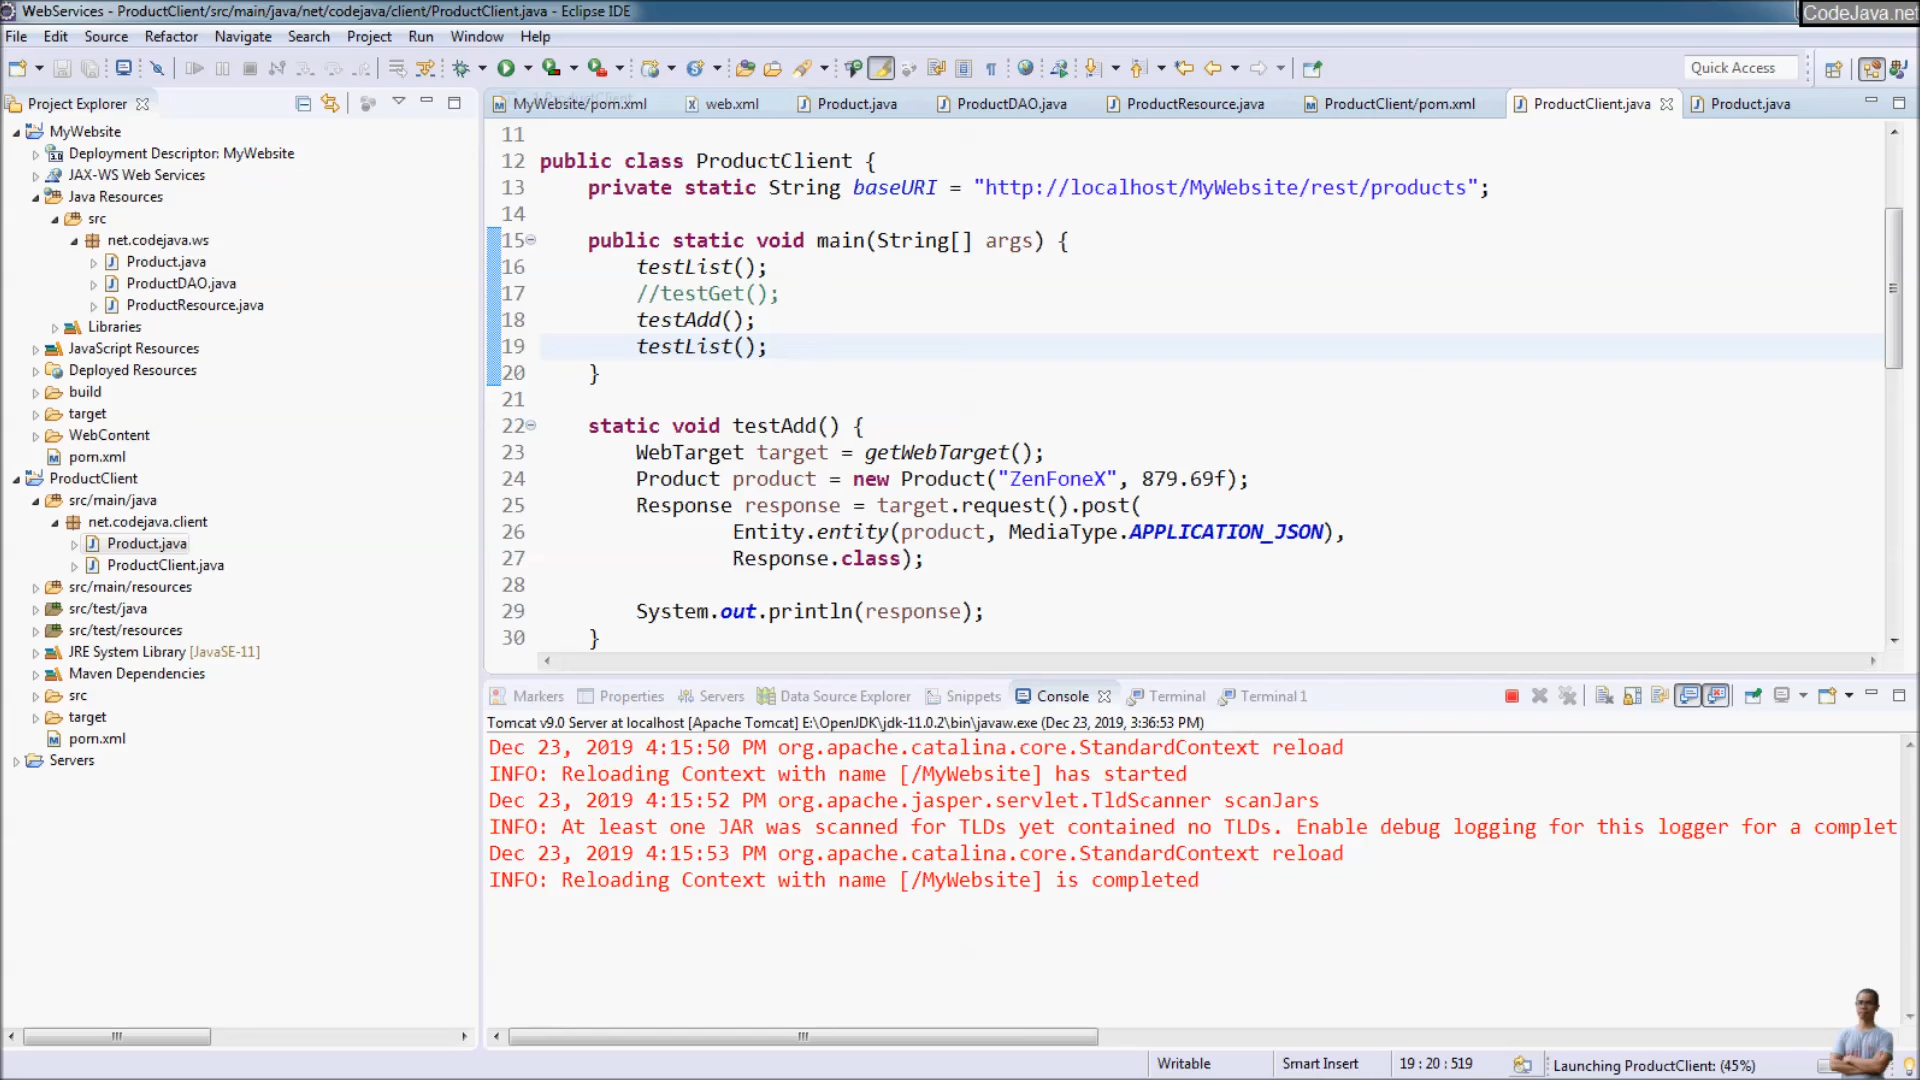 WebServices - ProductClient/src/main/java/net/codejava/client/ProductClient.java - Eclipse IDE
CodeJava.net
File Edit Source Refactor Navigate Search Project Run Window Help
Quick Access
Project Explorer
MyWebsite
Deployment Descriptor: MyWebsite
JAX-WS Web Services
Java Resources
src
net.codejava.ws
Product.java
ProductDAO.java
ProductResource.java
Libraries
JavaScript Resources
Deployed Resources
build
target
WebContent
pom.xml
ProductClient
src/main/java
net.codejava.client
Product.java
ProductClient.java
src/main/resources
src/test/java
src/test/resources
JRE System Library [JavaSE-11]
Maven Dependencies
src
target
pom.xml
Servers
MyWebsite/pom.xml web.xml Product.java ProductDAO.java ProductResource.java ProductClient/pom.xml ProductClient.java Product.java
11
12 public class ProductClient {
13 private static String baseURI = "http://localhost/MyWebsite/rest/products";
14
15 public static void main(String[] args) {
16 testList();
17 //testGet();
18 testAdd();
19 testList();
20 }
21
22 static void testAdd() {
23 WebTarget target = getWebTarget();
24 Product product = new Product("ZenFoneX", 879.69f);
25 Response response = target.request().post(
26 Entity.entity(product, MediaType.APPLICATION_JSON),
27 Response.class);
28
29 System.out.println(response);
30 }
Markers Properties Servers Data Source Explorer Snippets Console Terminal Terminal 1
Tomcat v9.0 Server at localhost [Apache Tomcat] E:\OpenJDK\jdk-11.0.2\bin\javaw.exe (Dec 23, 2019, 3:36:53 PM)
Dec 23, 2019 4:15:50 PM org.apache.catalina.core.StandardContext reload
INFO: Reloading Context with name [/MyWebsite] has started
Dec 23, 2019 4:15:52 PM org.apache.jasper.servlet.TldScanner scanJars
INFO: At least one JAR was scanned for TLDs yet contained no TLDs. Enable debug logging for this logger for a complet
Dec 23, 2019 4:15:53 PM org.apache.catalina.core.StandardContext reload
INFO: Reloading Context with name [/MyWebsite] is completed
Writable Smart Insert 19 : 20 : 519 Launching ProductClient: (45%)